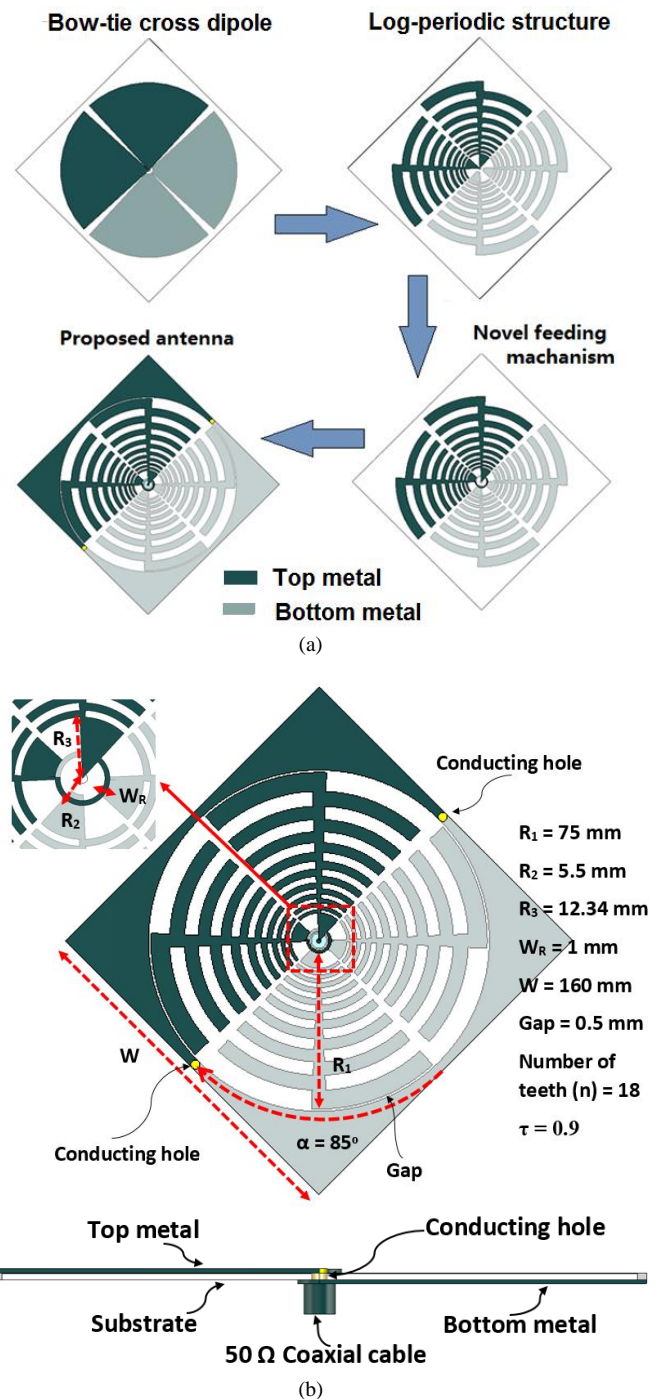 Bow-tie cross dipole
Log-periodic structure
Proposed antenna
Novel feeding
machanism
Top metal
Bottom metal
(a)
R3
R2
WR
Conducting hole
R1 = 75 mm
R2 = 5.5 mm
R3 = 12.34 mm
WR = 1 mm
W = 160 mm
Gap = 0.5 mm
Number of
teeth (n) = 18
τ = 0.9
W
R1
Conducting hole
α = 85°
Gap
Top metal
Conducting hole
Substrate
Bottom metal
50 Ω Coaxial cable
(b)